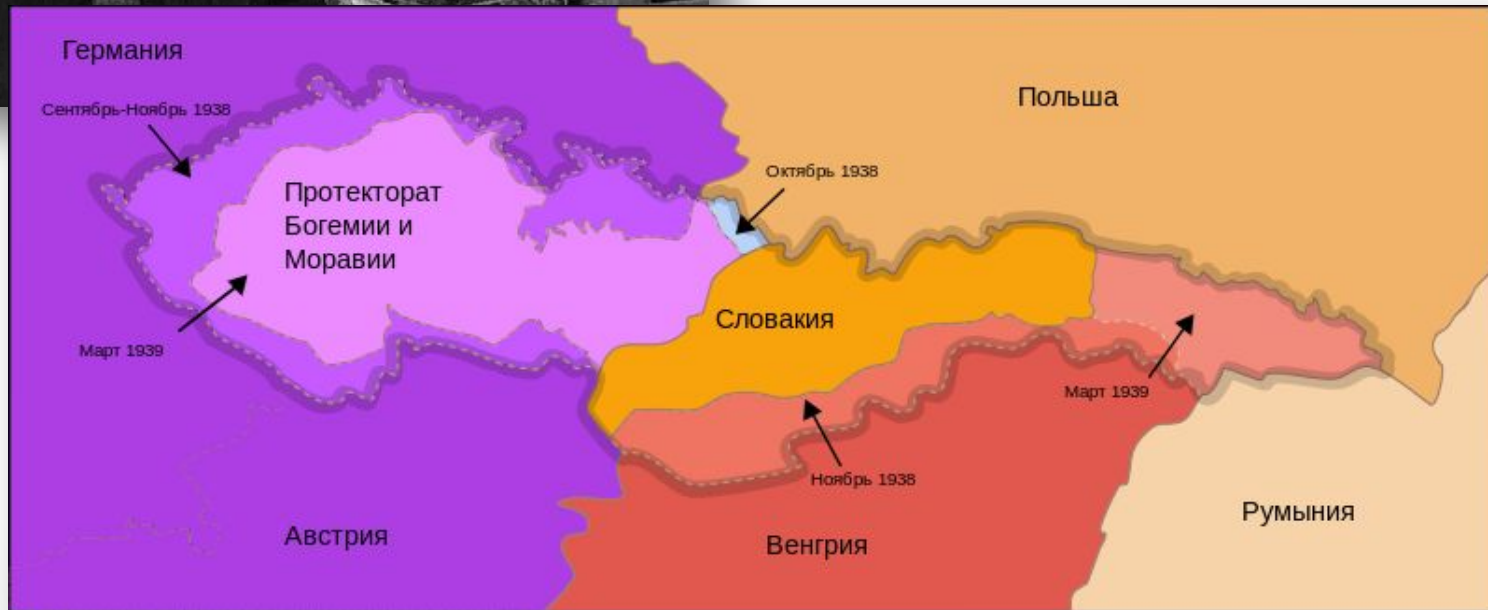 Германия
Польша
Сентябрь-Ноябрь 1938
Октябрь 1938
Протекторат
Богемии и
Моравии
Словакия
Март 1939
Март 1939
Ноябрь 1938
Румыния
Австрия
Венгрия